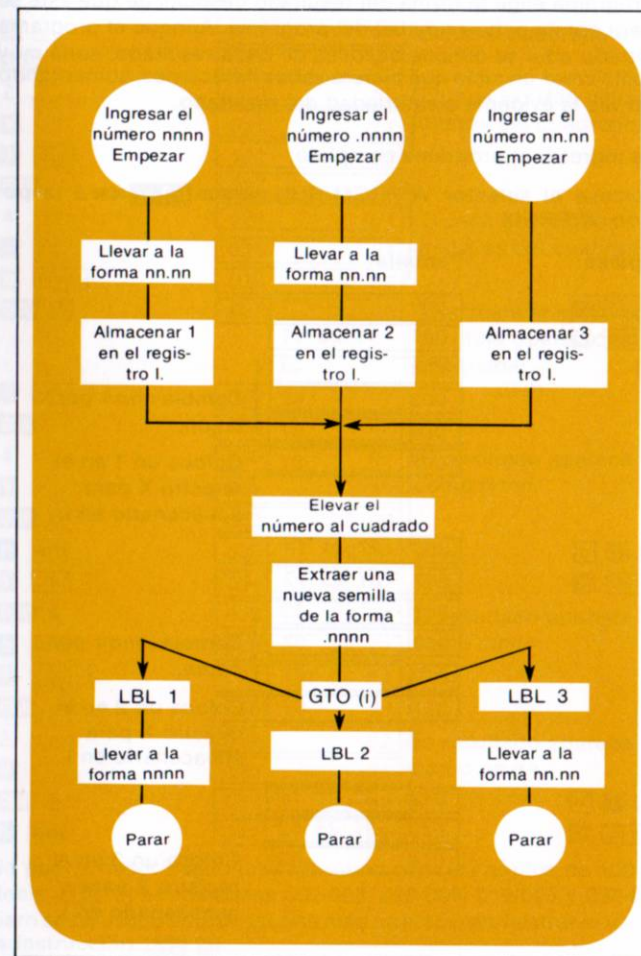 Ingresar el
número nnnn
Empezar
Ingresar el
número .nnnn
Empezar
Ingresar el
número nn.nn
Empezar
Llevar a la
forma nn.nn
Llevar a la
forma nn.nn
Almacenar 1
en el regis-
tro I.
Almacenar 2
en el regis-
tro I.
Almacenar 3
en el regis-
tro I.
Elevar el
número al cuadrado
Extraer una
nueva semilla
de la forma
.nnnn
LBL 1
GTO (i)
LBL 3
Llevar a la
forma nnnn
LBL 2
Llevar a la
forma nn.nn
Parar
Parar
Parar